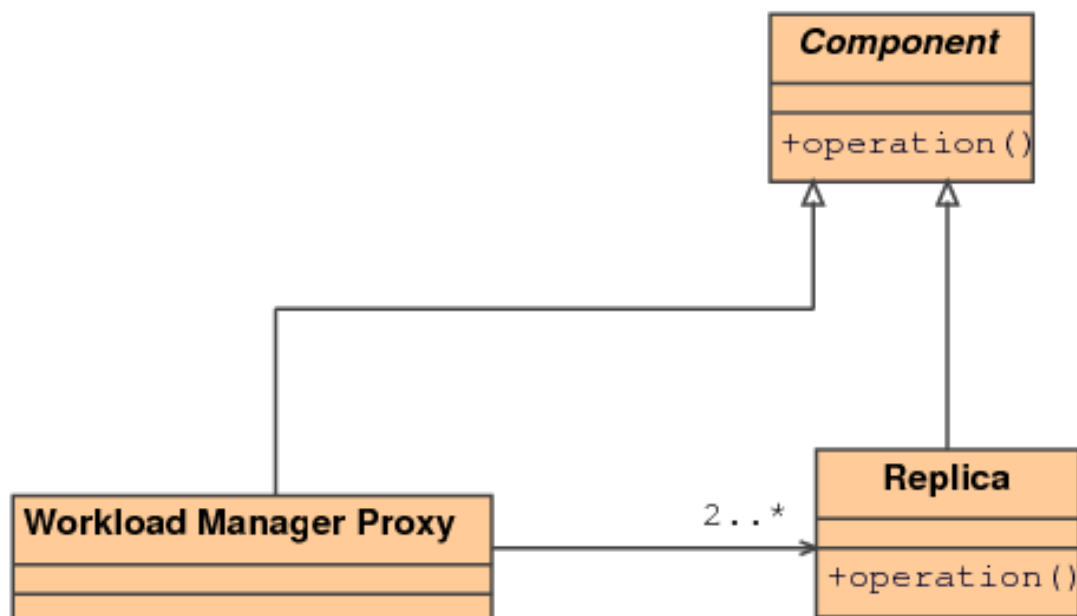 Component
+operation()
Workload Manager Proxy
2..*
Replica
+operation()